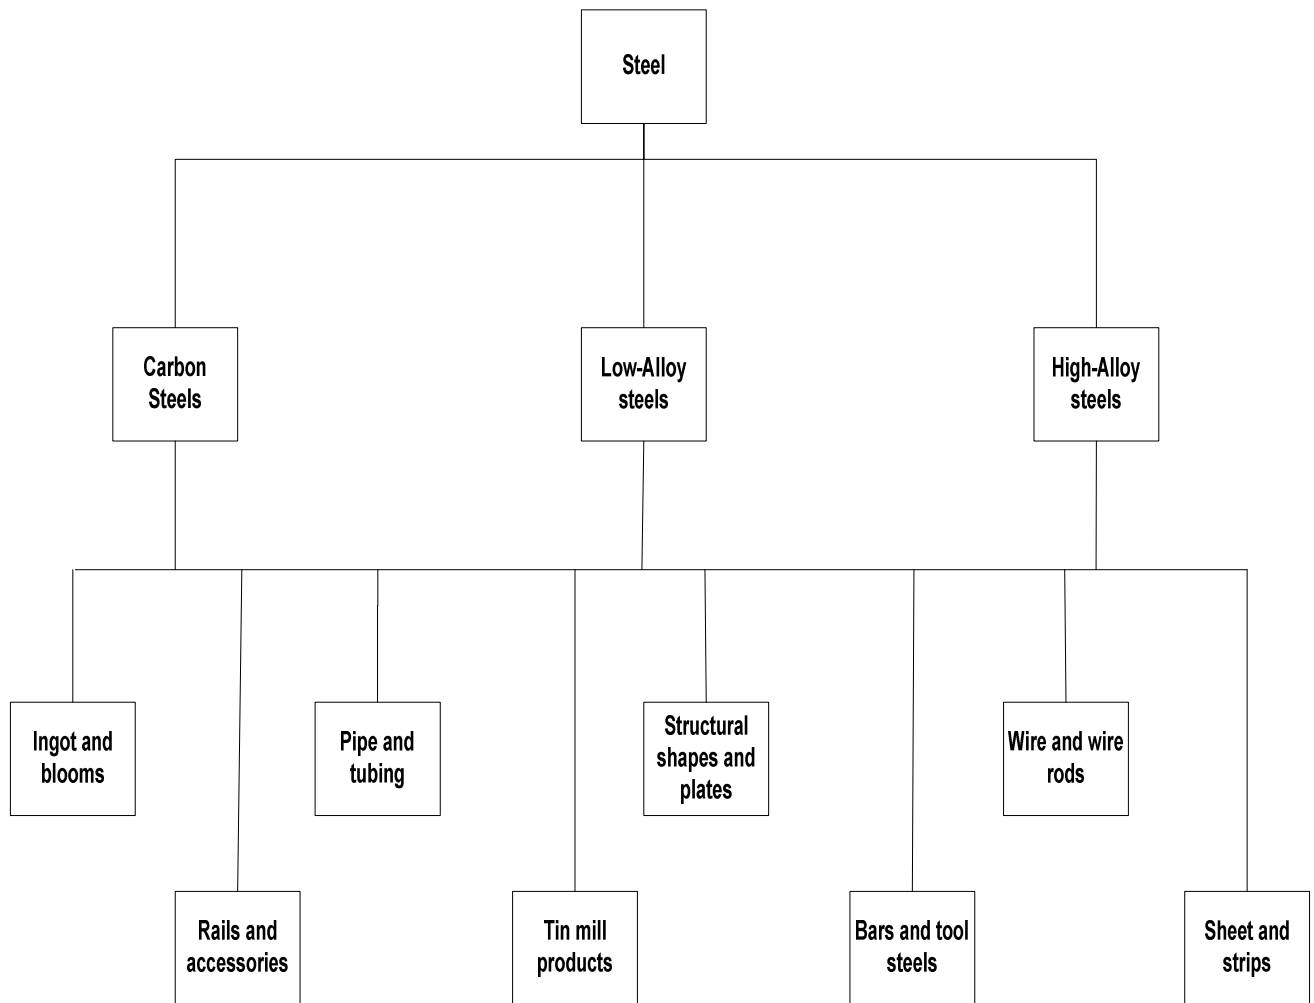 Steel
Carbon
Steels
Low-Alloy
steels
High-Alloy
steels
Ingot and
blooms
Pipe and
tubing
Structural
shapes and
plates
Wire and wire
rods
Rails and
accessories
Tin mill
products
Bars and tool
steels
Sheet and
strips